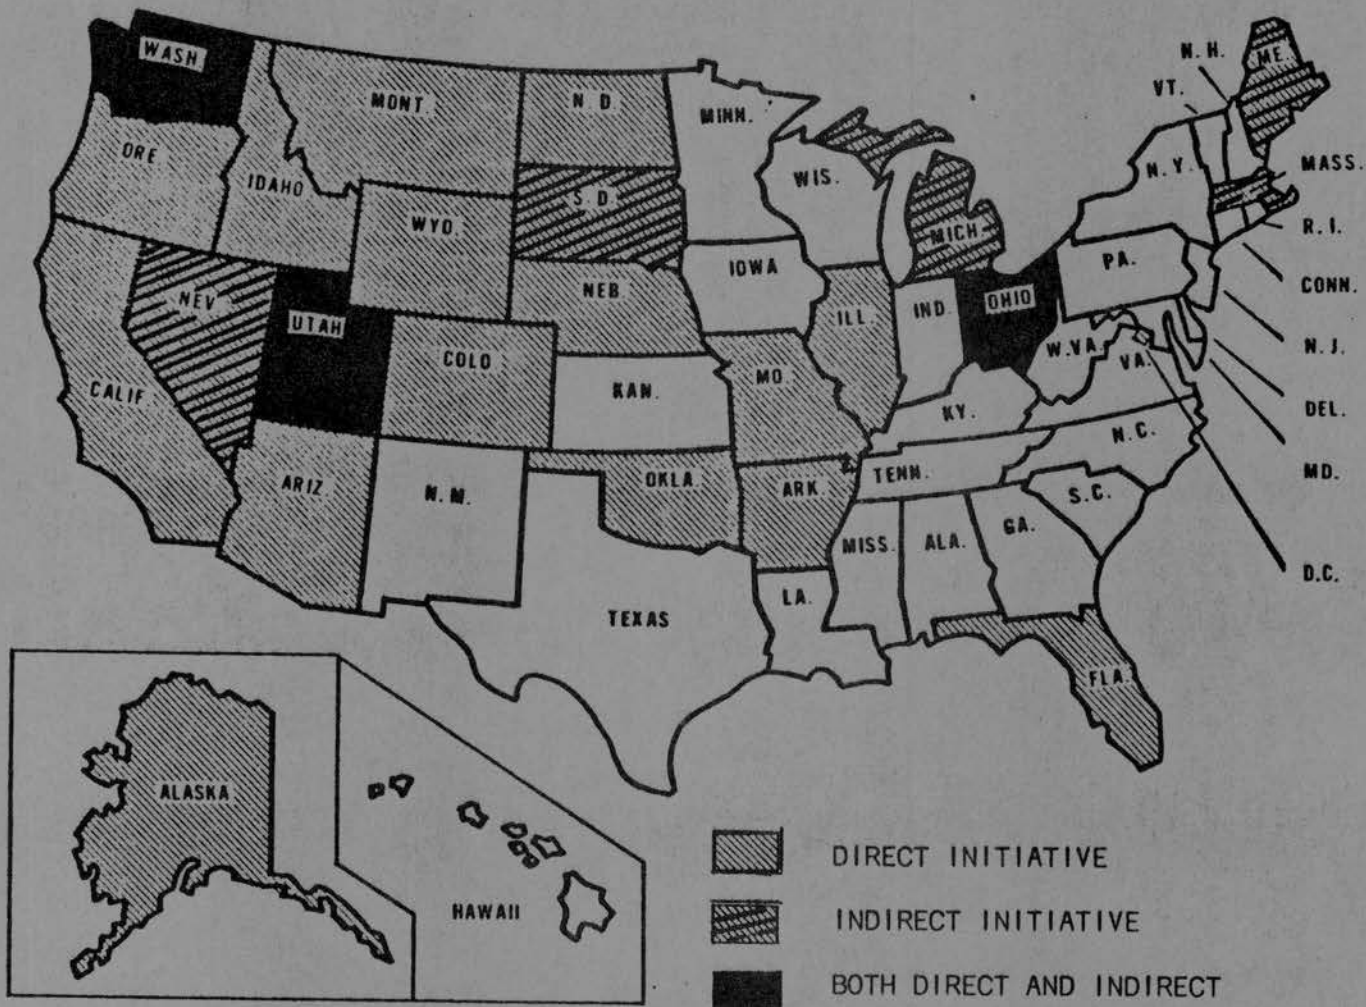 WASH
MONT.
N. D.
MINN.
N. H.
VT.
ME.
ORE
IDAHO
WYO.
S. D.
WIS.
MICH
N.Y.
MASS.
R. I.
CONN.
N. J.
DEL.
MD.
D.C.
NEV
UTAH
COLO
NEB
IOWA
ILL
IND.
OHIO
PA.
W.VA.
VA.
CALIF.
ARIZ
N.M.
KAN.
MO.
KY.
N.C.
OKLA.
ARK.
TENN.
S.C.
TEXAS
LA.
MISS.
ALA.
GA.
FLA.
ALASKA
HAWAII
DIRECT INITIATIVE
INDIRECT INITIATIVE
BOTH DIRECT AND INDIRECT